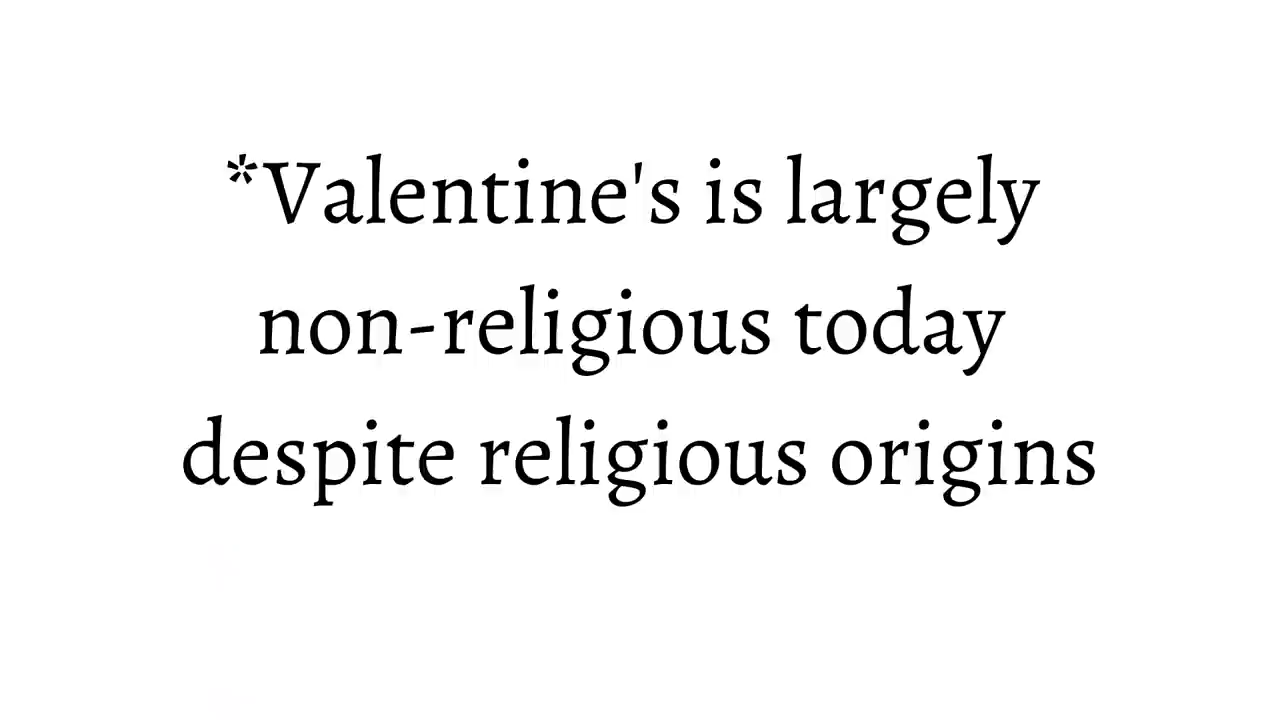 *Valentine's is largely
non-religious today
despite religious origins